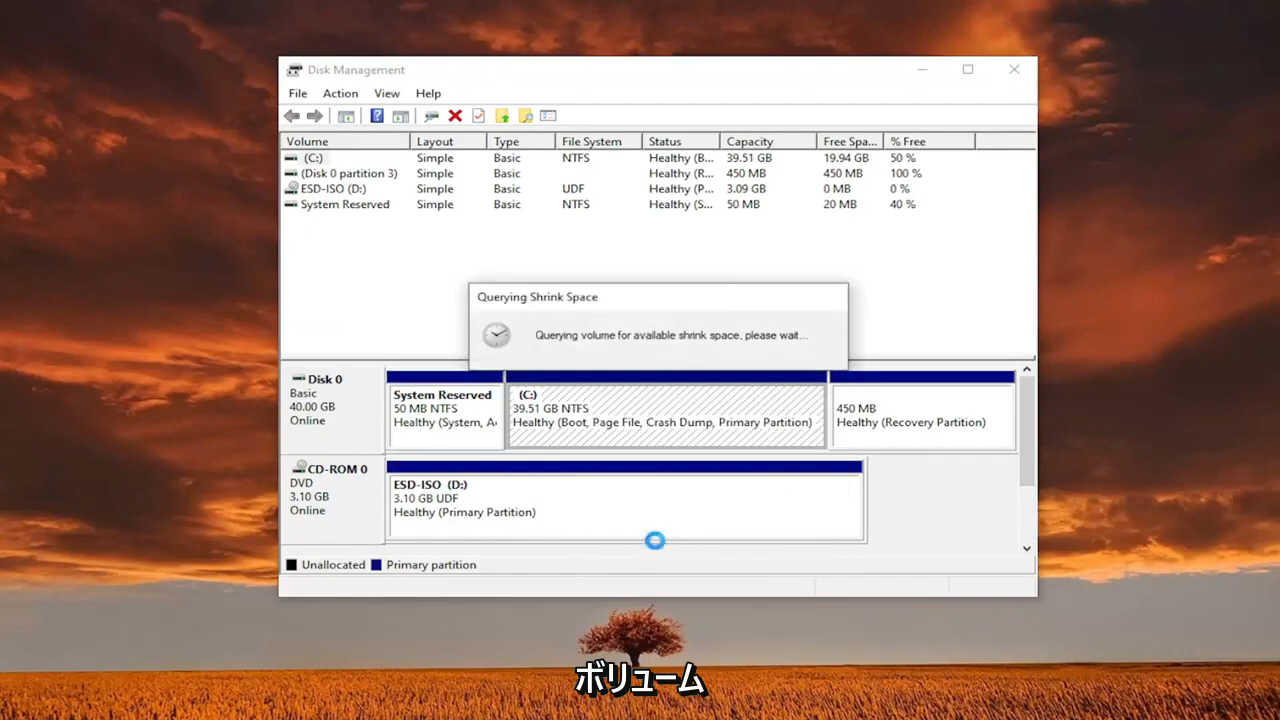 Disk Management
File Action View Help
Volume Layout Type File System Status Capacity Free Spa... % Free
(C:) Simple Basic NTFS Healthy (B... 39.51 GB 19.94 GB 50 %
(Disk 0 partition 3) Simple Basic Healthy (R... 450 MB 450 MB 100 %
ESD-ISO (D:) Simple Basic UDF Healthy (P... 3.09 GB 0 MB 0 %
System Reserved Simple Basic NTFS Healthy (S... 50 MB 20 MB 40 %
Querying Shrink Space
Querying volume for available shrink space, please wait...
Disk 0
Basic
40.00 GB
Online
System Reserved
50 MB NTFS
Healthy (System, A
(C:)
39.51 GB NTFS
Healthy (Boot, Page File, Crash Dump, Primary Partition)
450 MB
Healthy (Recovery Partition)
CD-ROM 0
DVD
3.10 GB
Online
ESD-ISO (D:)
3.10 GB UDF
Healthy (Primary Partition)
Unallocated Primary partition
ボリューム